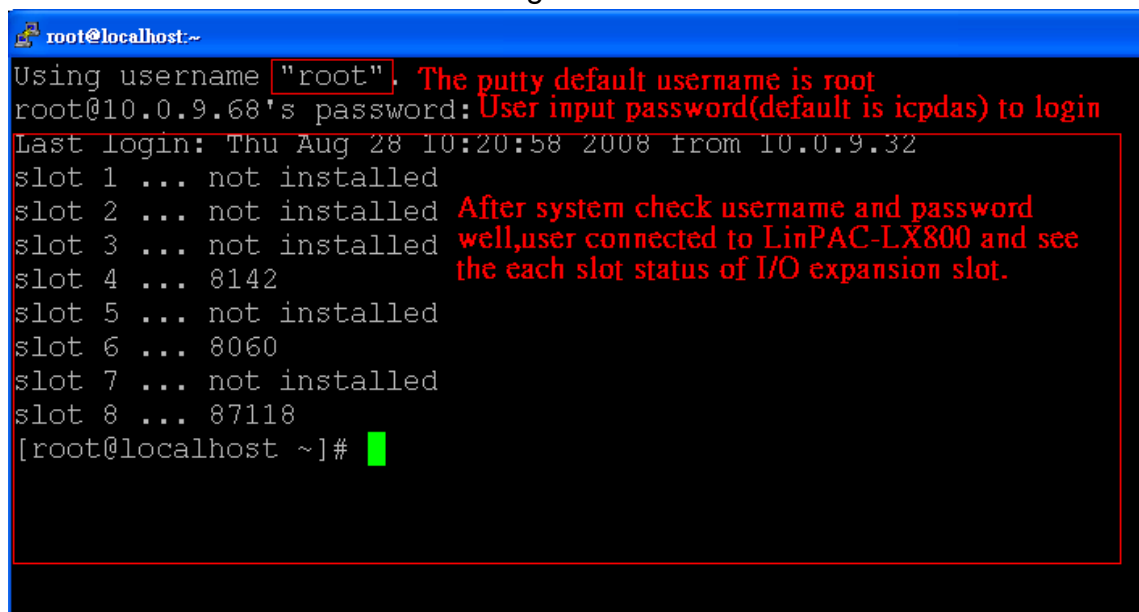 root@localhost:~
Using username "root". The putty default username is root
root@10.0.9.68's password: User input password(default is icpdas) to login
Last login: Thu Aug 28 10:20:58 2008 from 10.0.9.32
slot 1 ... not installed
slot 2 ... not installed After system check username and password
slot 3 ... not installed well,user connected to LinPAC-LX800 and see
slot 4 ... 8142 the each slot status of I/O expansion slot.
slot 5 ... not installed
slot 6 ... 8060
slot 7 ... not installed
slot 8 ... 87118
[root@localhost ~]#